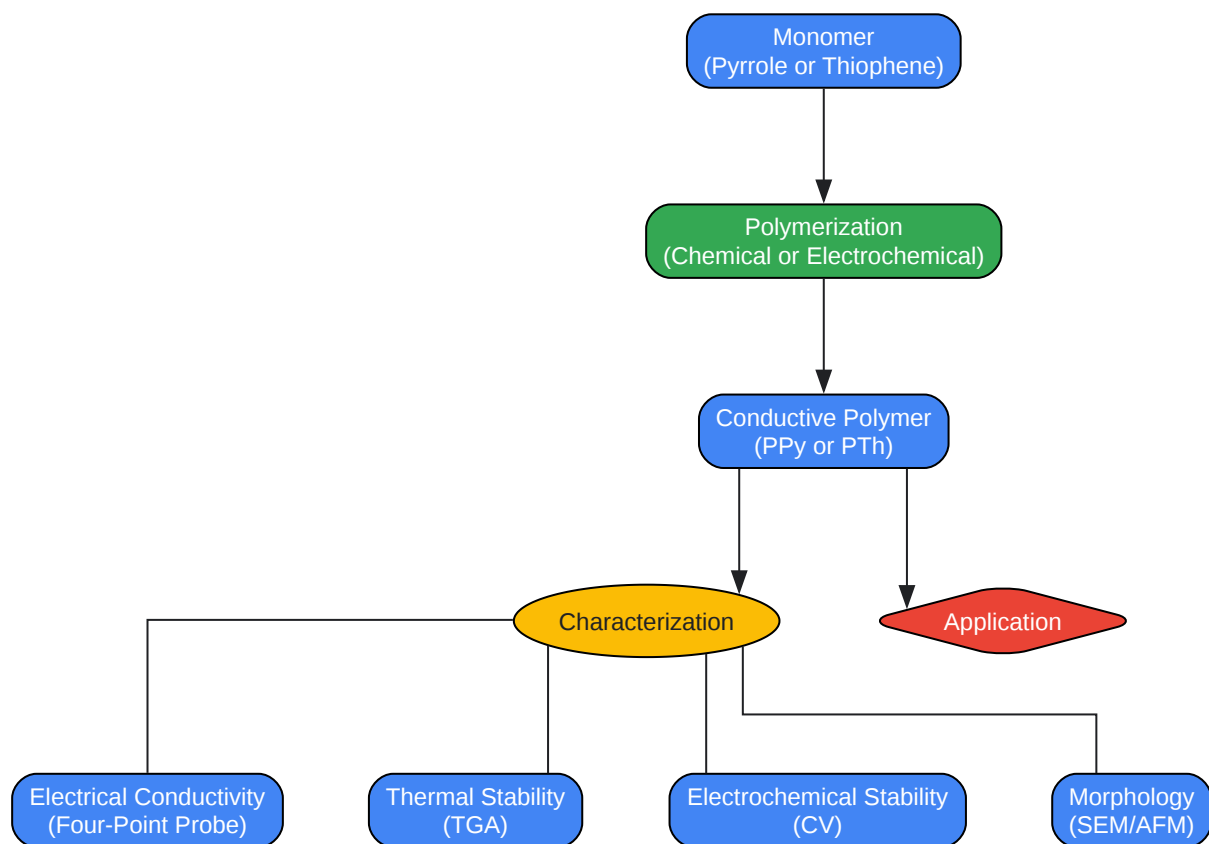 Monomer
(Pyrrole or Thiophene)
Polymerization
(Chemical or Electrochemical)
Conductive Polymer
(PPy or PTh)
Characterization
Application
Electrical Conductivity
(Four-Point Probe)
Thermal Stability
(TGA)
Electrochemical Stability
(CV)
Morphology
(SEM/AFM)